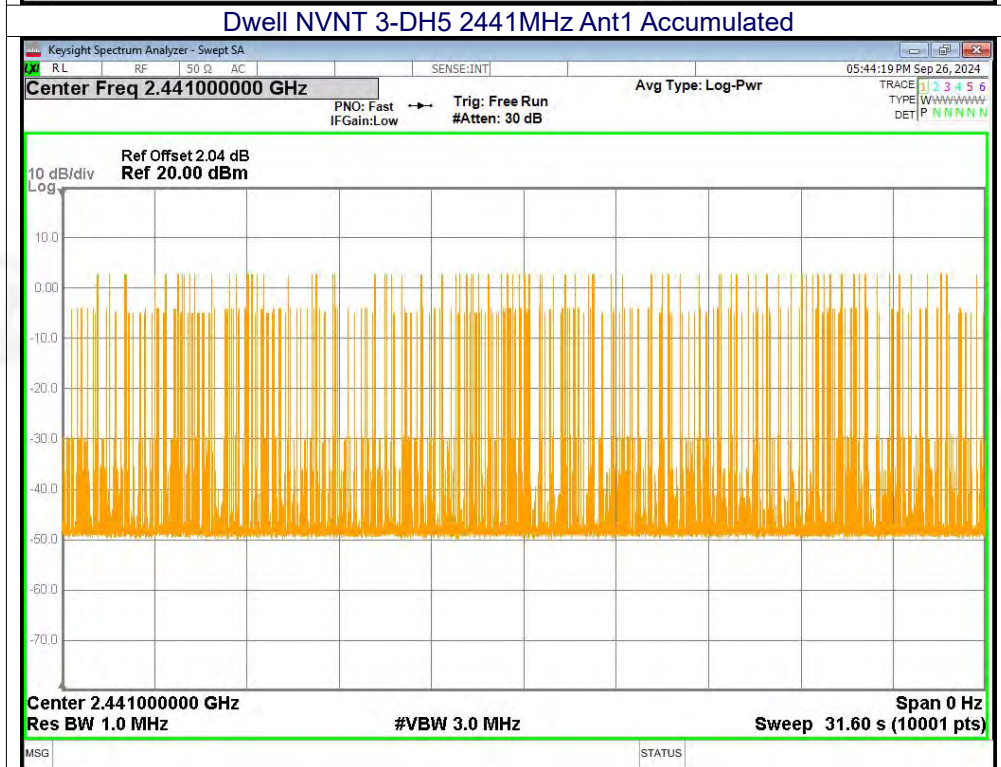 Dwell NVNT 3-DH5 2441MHz Ant1 Accumulated
Keysight Spectrum Analyzer - Swept SA
LXI RL RF 50 Ω AC SENSE:INT 05:44:19 PM Sep 26, 2024
Center Freq 2.441000000 GHz Avg Type: Log-Pwr TRACE 1 2 3 4 5 6
PNO: Fast Trig: Free Run TYPE WWWWWWW
IFGain:Low #Atten: 30 dB DET P N N N N N
Ref Offset 2.04 dB
10 dB/div Ref 20.00 dBm
Log
10.0
0.00
-10.0
-20.0
-30.0
-40.0
-50.0
-60.0
-70.0
Center 2.441000000 GHz Span 0 Hz
Res BW 1.0 MHz #VBW 3.0 MHz Sweep 31.60 s (10001 pts)
MSG STATUS